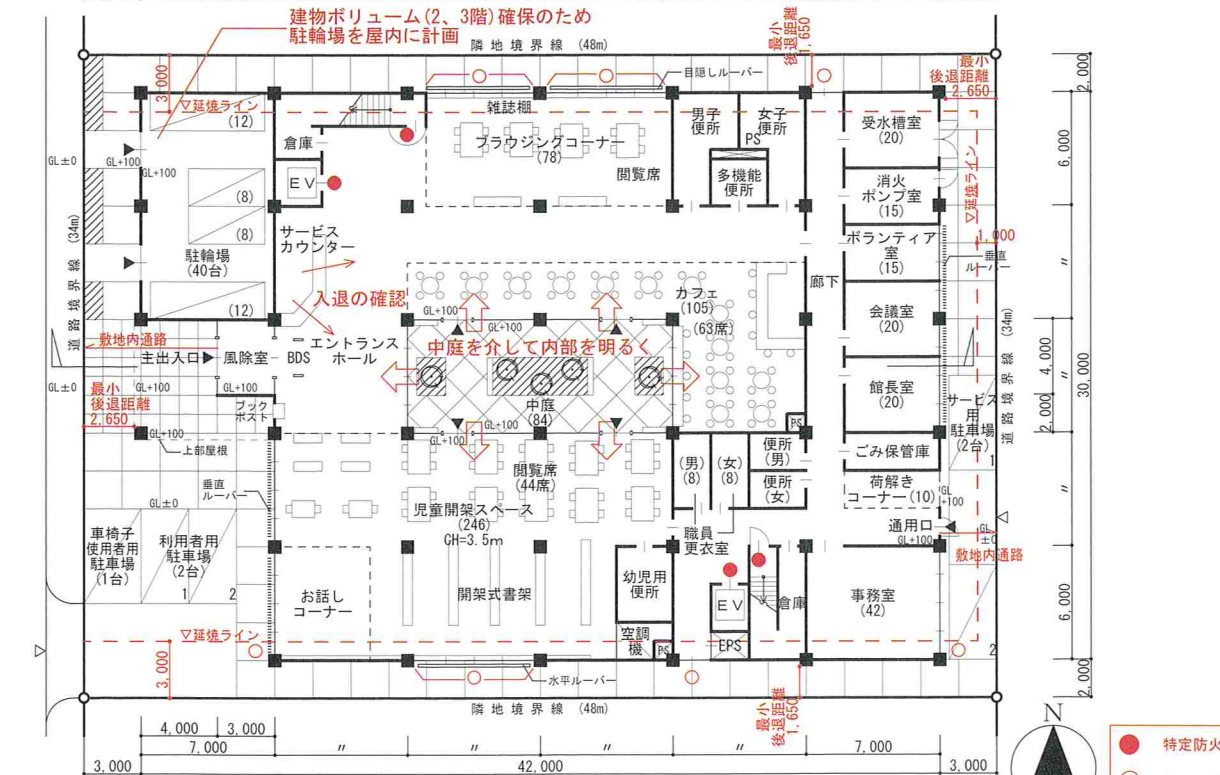 建物ボリューム(2、3階)確保のため
駐輪場を屋内に計画
隣地境界線 (48m)
最小
後退距離
1,650
最小
後退距離
2,650
目隠しルーバー
3,000
▽延焼ライン
(12)
倉庫
雑誌棚
ブラウジングコーナー
(78)
閲覧席
男子
便所
女子
便所
PS
多機能
便所
受水槽室
(20)
消火
ポンプ室
(15)
ボランティア
室
(15)
▽延焼ライン
1,000
垂直
ルーバー
2,000
6,000
GL±0
GL+100
GL+100
EV
(8)
(8)
駐輪場
(40台)
(12)
道路境界線 (34m)
サービス
カウンター
入退の確認
カフェ
(105)
(63席)
廊下
会議室
(20)
館長室
(20)
GL+100
GL+100
敷地内通路
主出入口
風除室
BDS
エントランス
ホール
中庭を介して内部を明るく
中庭
(84)
GL±0
GL+100
GL+100
最小
後退距離
2,650
ブック
ポスト
GL+100
上部屋根
GL+100
GL+100
PS
サービス
用
駐車場
(2台)
1
道路境界線 (34m)
4,000
2,000
〃
30,000
垂直
ルーバー
GL±0
閲覧席
(44席)
児童開架スペース
(246)
CH=3.5m
(男)
(8)
(女)
(8)
便所
(男)
便所
(女)
ごみ保管庫
荷解き
コーナー(10)
GL
+100
通用口
GL+100
GL
±0
敷地内通路
〃
〃
車椅子
使用者用
駐車場
(1台)
利用者用
駐車場
(2台)
1
2
職員
更衣室
お話し
コーナー
開架式書架
幼児用
便所
EV
倉庫
事務室
(42)
6,000
▽延焼ライン
空調
機
PS
EPS
2
3,000
水平ルーバー
最小
後退距離
1,650
2,000
隣地境界線 (48m)
4,000
3,000
7,000
〃
〃
〃
〃
7,000
3,000
42,000
3,000
N
特定防火